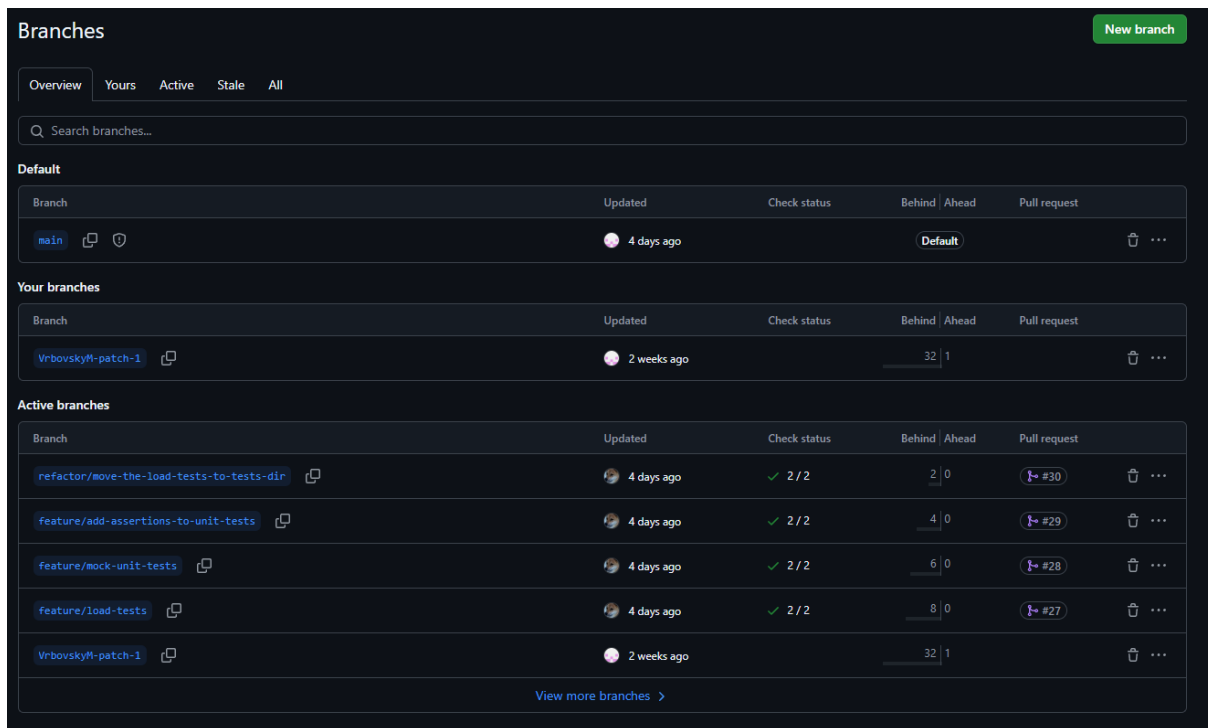 Branches
New branch
Overview Yours Active Stale All
Search branches...
Default
Branch Updated Check status Behind Ahead Pull request
main 4 days ago Default
Your branches
Branch Updated Check status Behind Ahead Pull request
VrbovskyM-patch-1 2 weeks ago 32 1
Active branches
Branch Updated Check status Behind Ahead Pull request
refactor/move-the-load-tests-to-tests-dir 4 days ago 2 / 2 2 0 #30
feature/add-assertions-to-unit-tests 4 days ago 2 / 2 4 0 #29
feature/mock-unit-tests 4 days ago 2 / 2 6 0 #28
feature/load-tests 4 days ago 2 / 2 8 0 #27
VrbovskyM-patch-1 2 weeks ago 32 1
View more branches